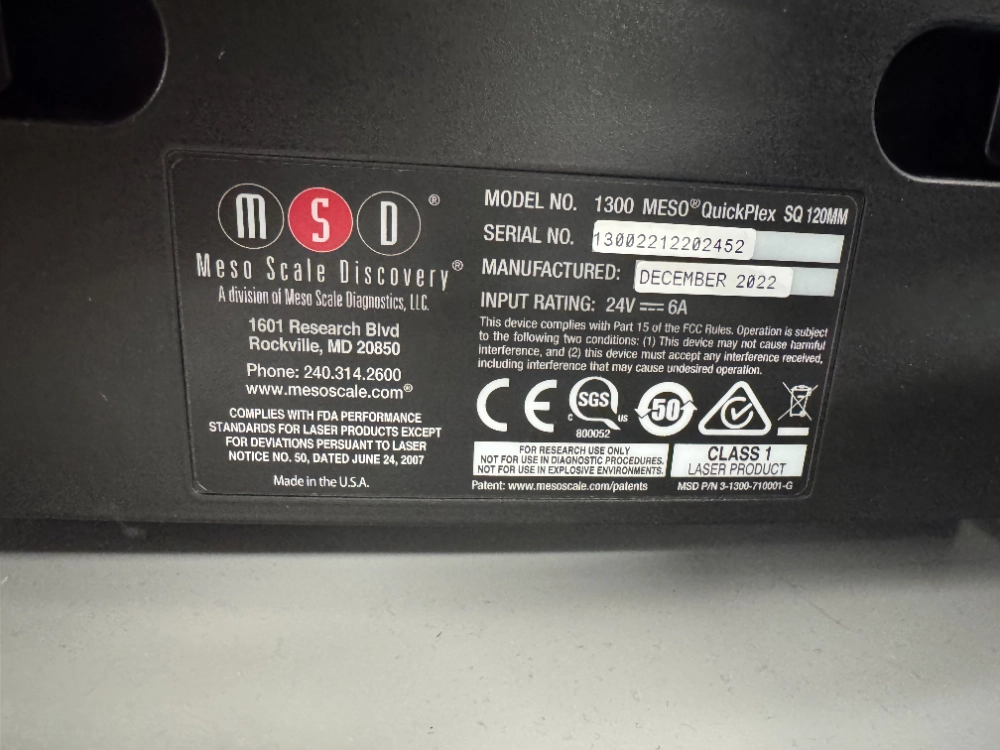 MSD®
Meso Scale Discovery®
A division of Meso Scale Diagnostics, LLC.
1601 Research Blvd
Rockville, MD 20850
Phone: 240.314.2600
www.mesoscale.com®
COMPLIES WITH FDA PERFORMANCE
STANDARDS FOR LASER PRODUCTS EXCEPT
FOR DEVIATIONS PERSUANT TO LASER
NOTICE NO. 50, DATED JUNE 24, 2007
Made in the U.S.A.
MODEL NO. 1300 MESO® QuickPlex SQ 120MM
SERIAL NO. 13002212202452
MANUFACTURED: DECEMBER 2022
INPUT RATING: 24V ⎓ 6A
This device complies with Part 15 of the FCC Rules. Operation is subject
to the following two conditions: (1) This device may not cause harmful
interference, and (2) this device must accept any interference received,
including interference that may cause undesired operation.
CE
c SGS us
800052
50
FOR RESEARCH USE ONLY
NOT FOR USE IN DIAGNOSTIC PROCEDURES.
NOT FOR USE IN EXPLOSIVE ENVIRONMENTS.
CLASS 1
LASER PRODUCT
Patent: www.mesoscale.com/patents
MSD P/N 3-1300-710001-G